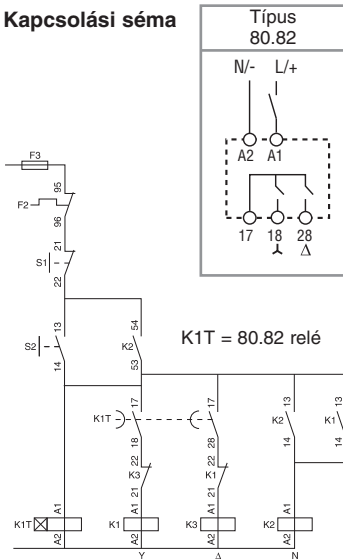 Kapcsolási séma
Típus
80.82
N/- L/+
A2 A1
17 18 28
Δ
F3
95
F2
96
21
S1
22
13
S2
14
54
K2
53
K1T = 80.82 relé
K1T
17
18
17
28
K2
13
14
K1
13
14
22
K3
21
22
K1
21
A1
K1T
A2
A1
K1
A2
A1
K3
A2
A1
K2
A2
Y Δ N